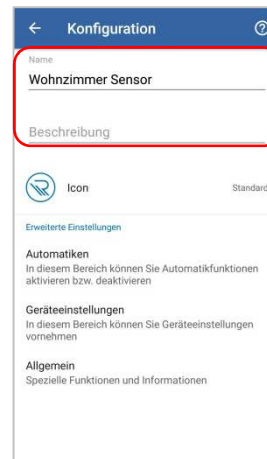 Konfiguration
Name
Wohnzimmer Sensor
Beschreibung
Icon
Standard
Erweiterte Einstellungen
Automatiken
In diesem Bereich können Sie Automatikfunktionen
aktivieren bzw. deaktivieren
Geräteeinstellungen
In diesem Bereich können Sie Geräteeinstellungen
vornehmen
Allgemein
Spezielle Funktionen und Informationen